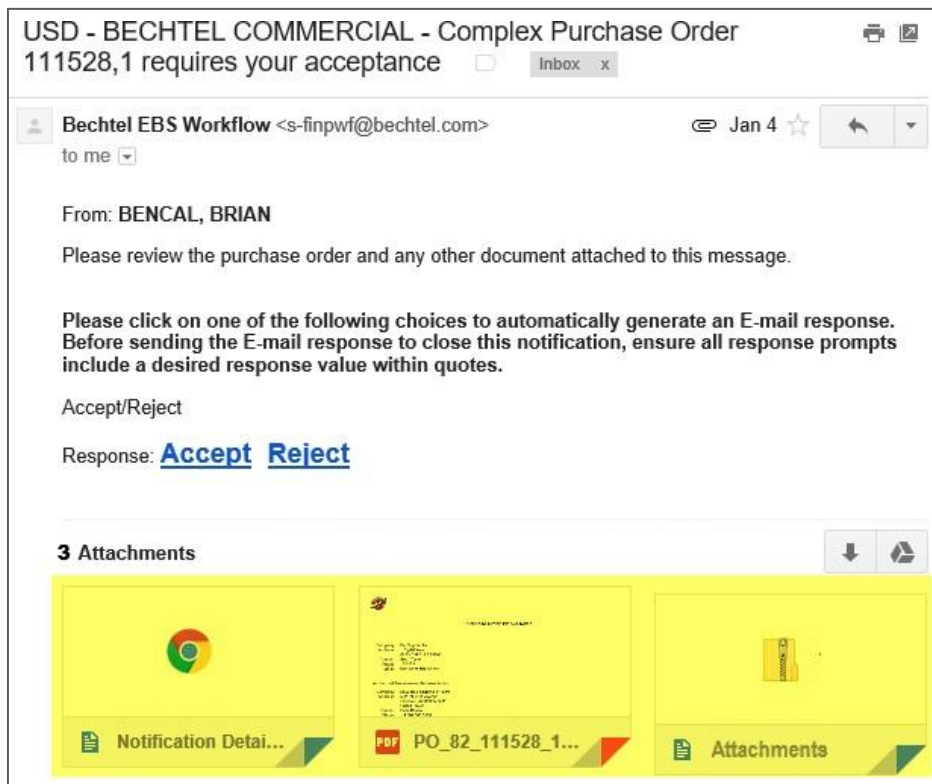 USD - BECHTEL COMMERCIAL - Complex Purchase Order
111528,1 requires your acceptance Inbox x
Bechtel EBS Workflow <s-finpwf@bechtel.com> Jan 4
to me
From: BENCAL, BRIAN
Please review the purchase order and any other document attached to this message.
Please click on one of the following choices to automatically generate an E-mail response.
Before sending the E-mail response to close this notification, ensure all response prompts
include a desired response value within quotes.
Accept/Reject
Response: Accept Reject
3 Attachments
Notification Detai... PDF PO_82_111528_1... Attachments